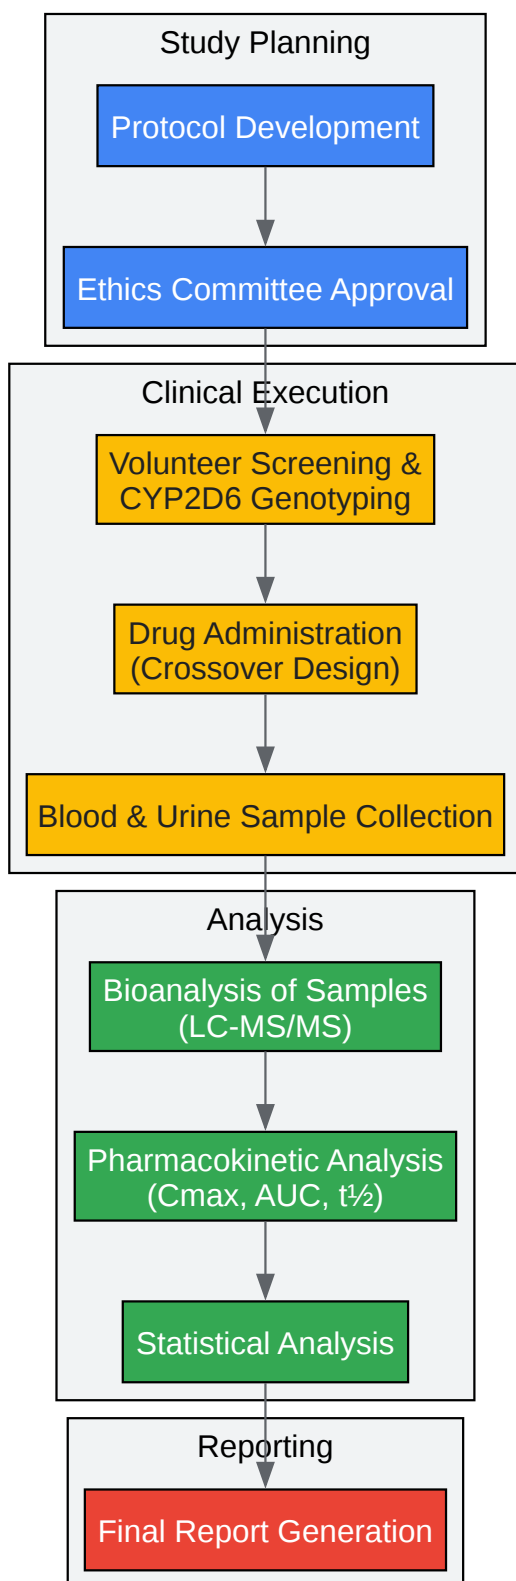 Study Planning
Protocol Development
Ethics Committee Approval
Clinical Execution
Volunteer Screening &
CYP2D6 Genotyping
Drug Administration
(Crossover Design)
Blood & Urine Sample Collection
Analysis
Bioanalysis of Samples
(LC-MS/MS)
Pharmacokinetic Analysis
(Cmax, AUC, t½)
Statistical Analysis
Reporting
Final Report Generation